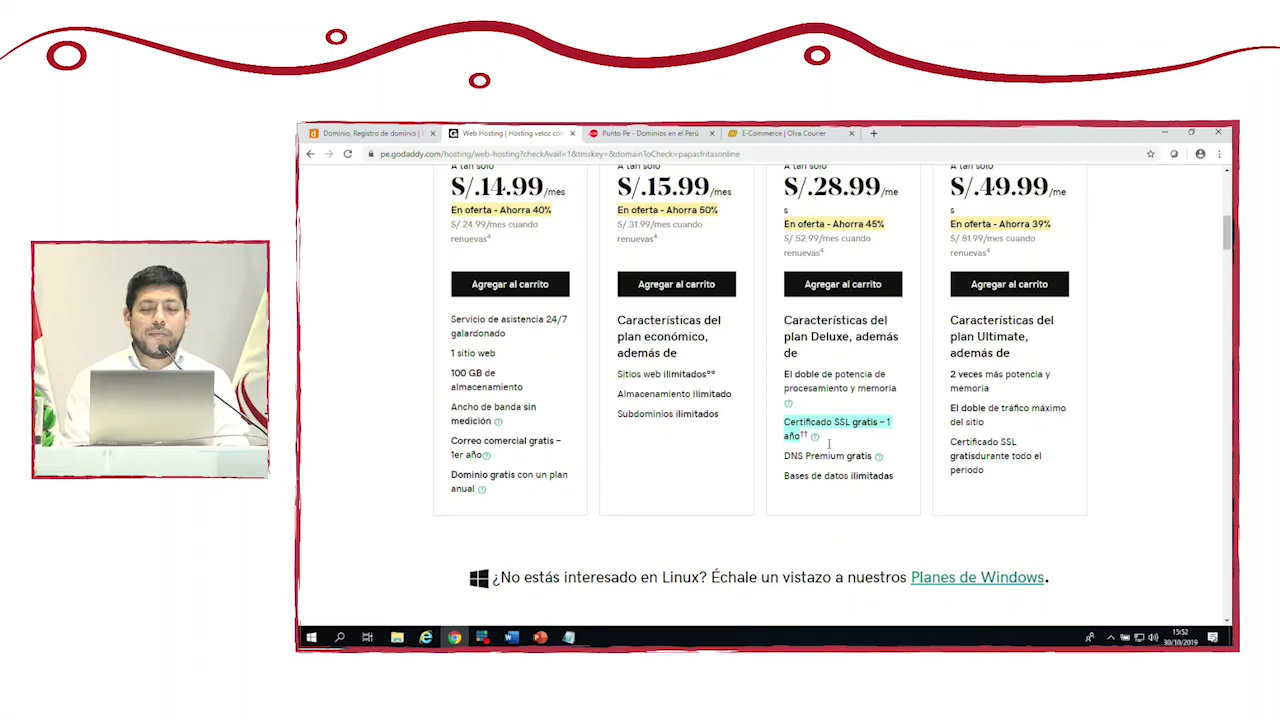 Dominio, Registro de dominio |
Web Hosting | Hosting veloz con
Punto Pe - Dominios en el Perú
E-Commerce | Olva Courier
pe.godaddy.com/hosting/web-hosting?checkAvail=1&tmskey=&domainToCheck=papasfritasonline
A tan solo
S/.14.99/mes
En oferta - Ahorra 40%
S/.24.99/mes cuando
renuevas4
Agregar al carrito
Servicio de asistencia 24/7
galardonado
1 sitio web
100 GB de
almacenamiento
Ancho de banda sin
medición
Correo comercial gratis –
1er año
Dominio gratis con un plan
anual
A tan solo
S/.15.99/mes
En oferta - Ahorra 50%
S/.31.99/mes cuando
renuevas4
Agregar al carrito
Características del
plan económico,
además de
Sitios web ilimitados°°
Almacenamiento ilimitado
Subdominios ilimitados
A tan solo
S/.28.99/me
s
En oferta - Ahorra 45%
S/.52.99/mes cuando
renuevas4
Agregar al carrito
Características del
plan Deluxe, además
de
El doble de potencia de
procesamiento y memoria
Certificado SSL gratis – 1
año††
DNS Premium gratis
Bases de datos ilimitadas
A tan solo
S/.49.99/me
s
En oferta - Ahorra 39%
S/.81.99/mes cuando
renuevas4
Agregar al carrito
Características del
plan Ultimate,
además de
2 veces más potencia y
memoria
El doble de tráfico máximo
del sitio
Certificado SSL
gratisdurante todo el
período
¿No estás interesado en Linux? Échale un vistazo a nuestros Planes de Windows.
15:52
30/10/2019